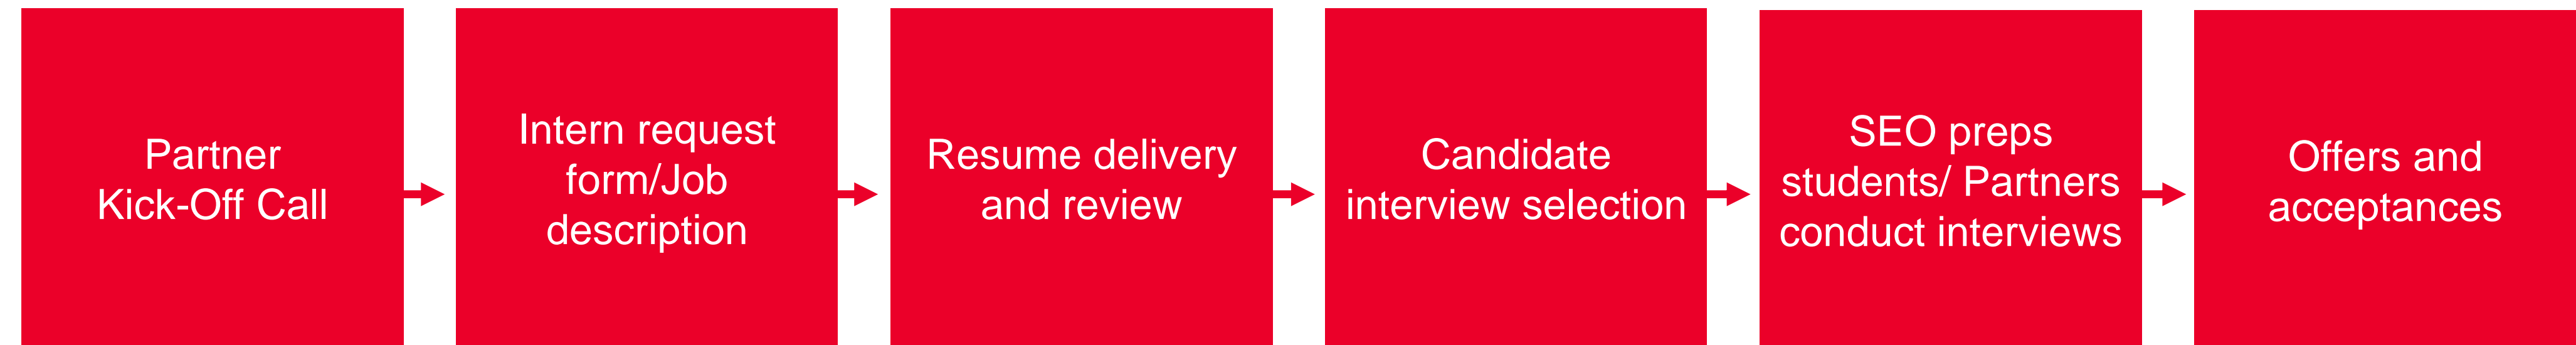 Partner
Kick-Off Call
Intern request
form/Job
description
Resume delivery
and review
Candidate
interview selection
SEO preps
students/ Partners
conduct interviews
Offers and
acceptances